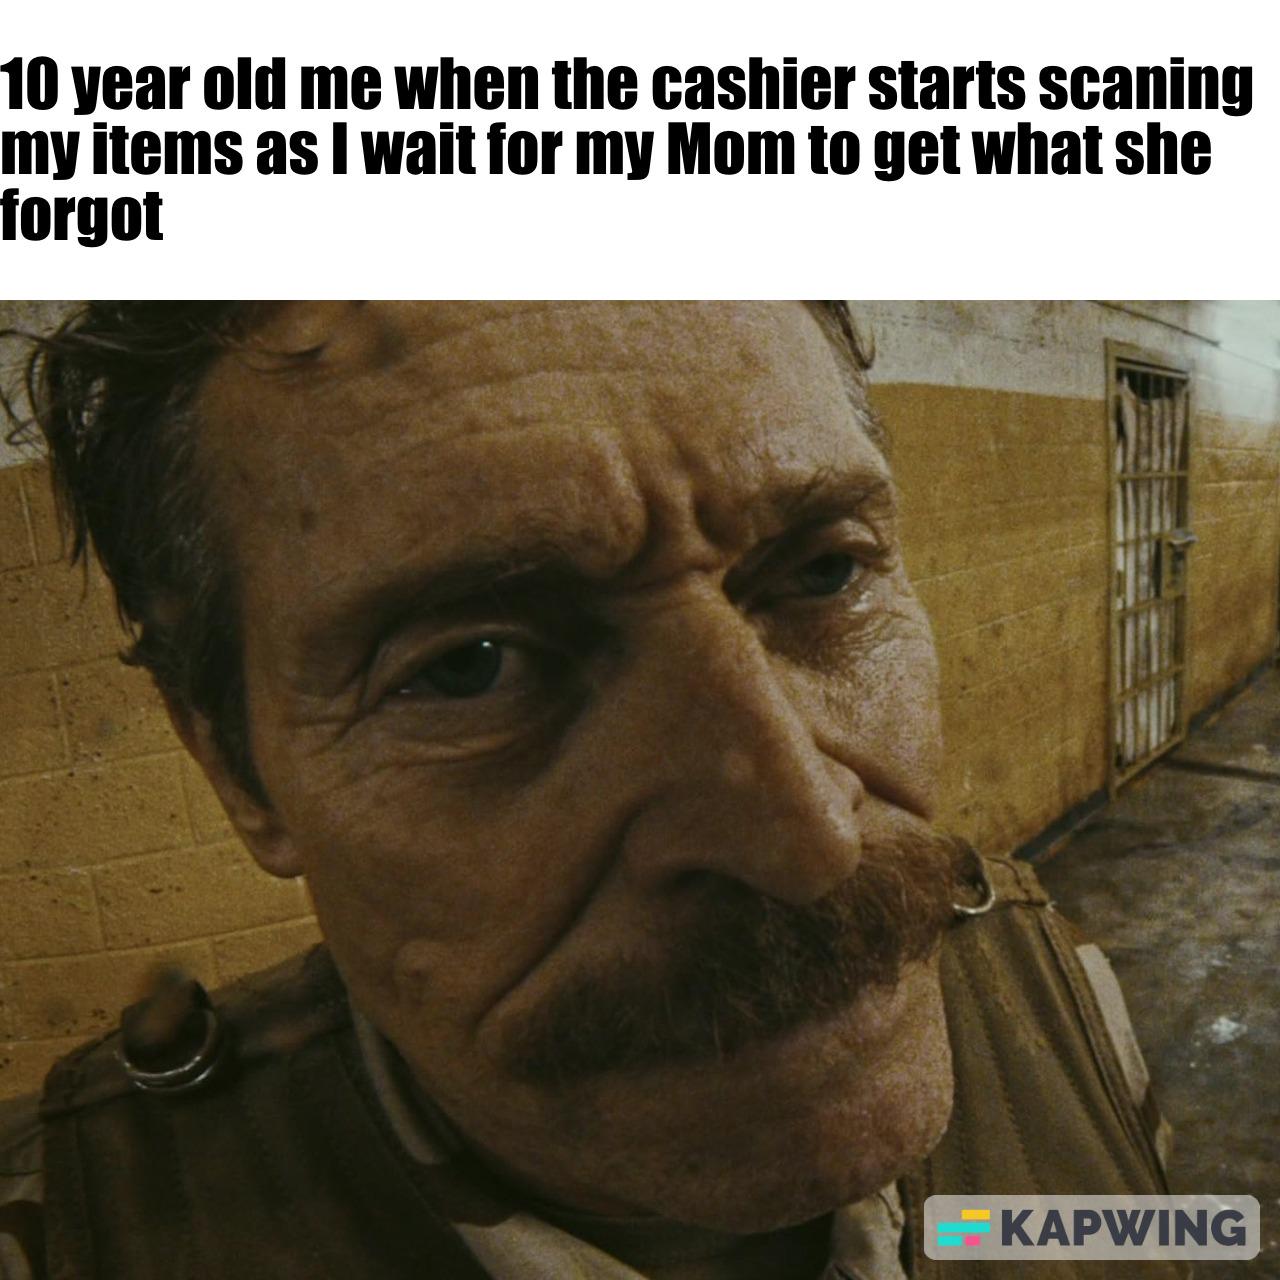 10 year old me when the cashier starts scaning
my items as I wait for my Mom to get what she
forgot
KAPWING